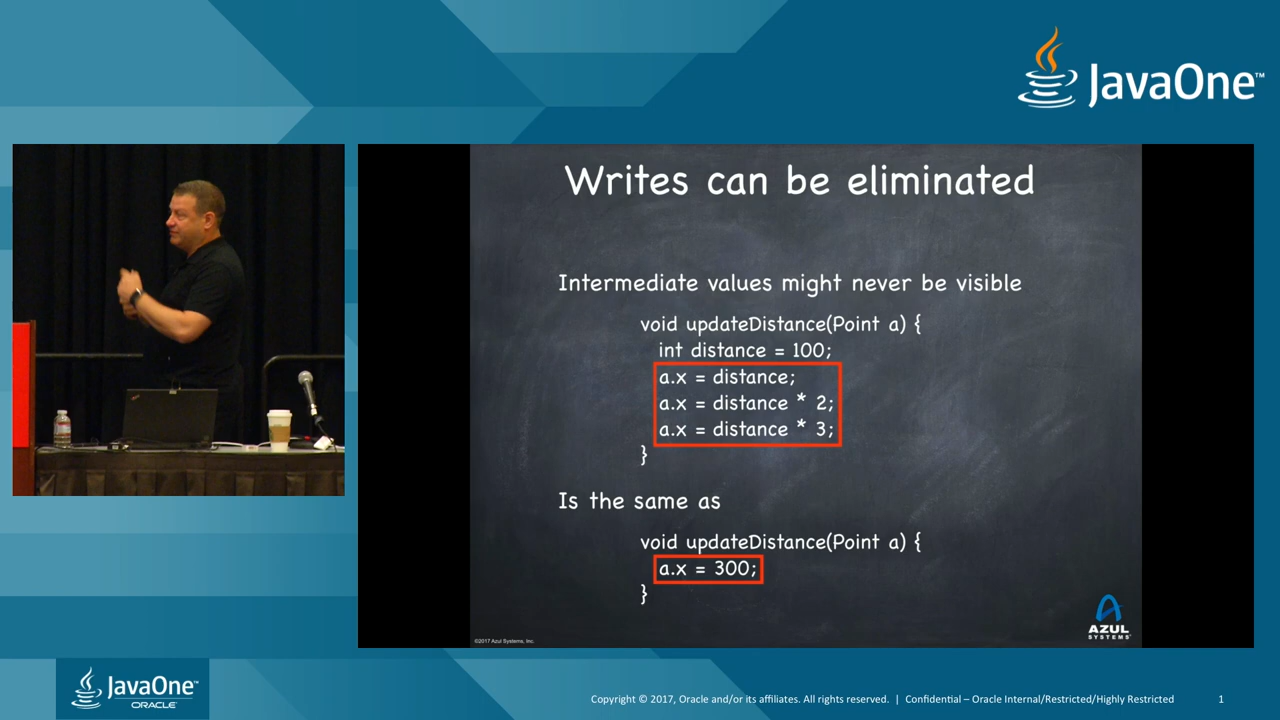 JavaOne™
Writes can be eliminated
Intermediate values might never be visible
void updateDistance(Point a) {
int distance = 100;
a.x = distance;
a.x = distance * 2;
a.x = distance * 3;
}
Is the same as
void updateDistance(Point a) {
a.x = 300;
}
AZUL
SYSTEMS
©2017 Azul Systems, Inc.
JavaOne™
ORACLE
Copyright © 2017, Oracle and/or its affiliates. All rights reserved. | Confidential – Oracle Internal/Restricted/Highly Restricted 1